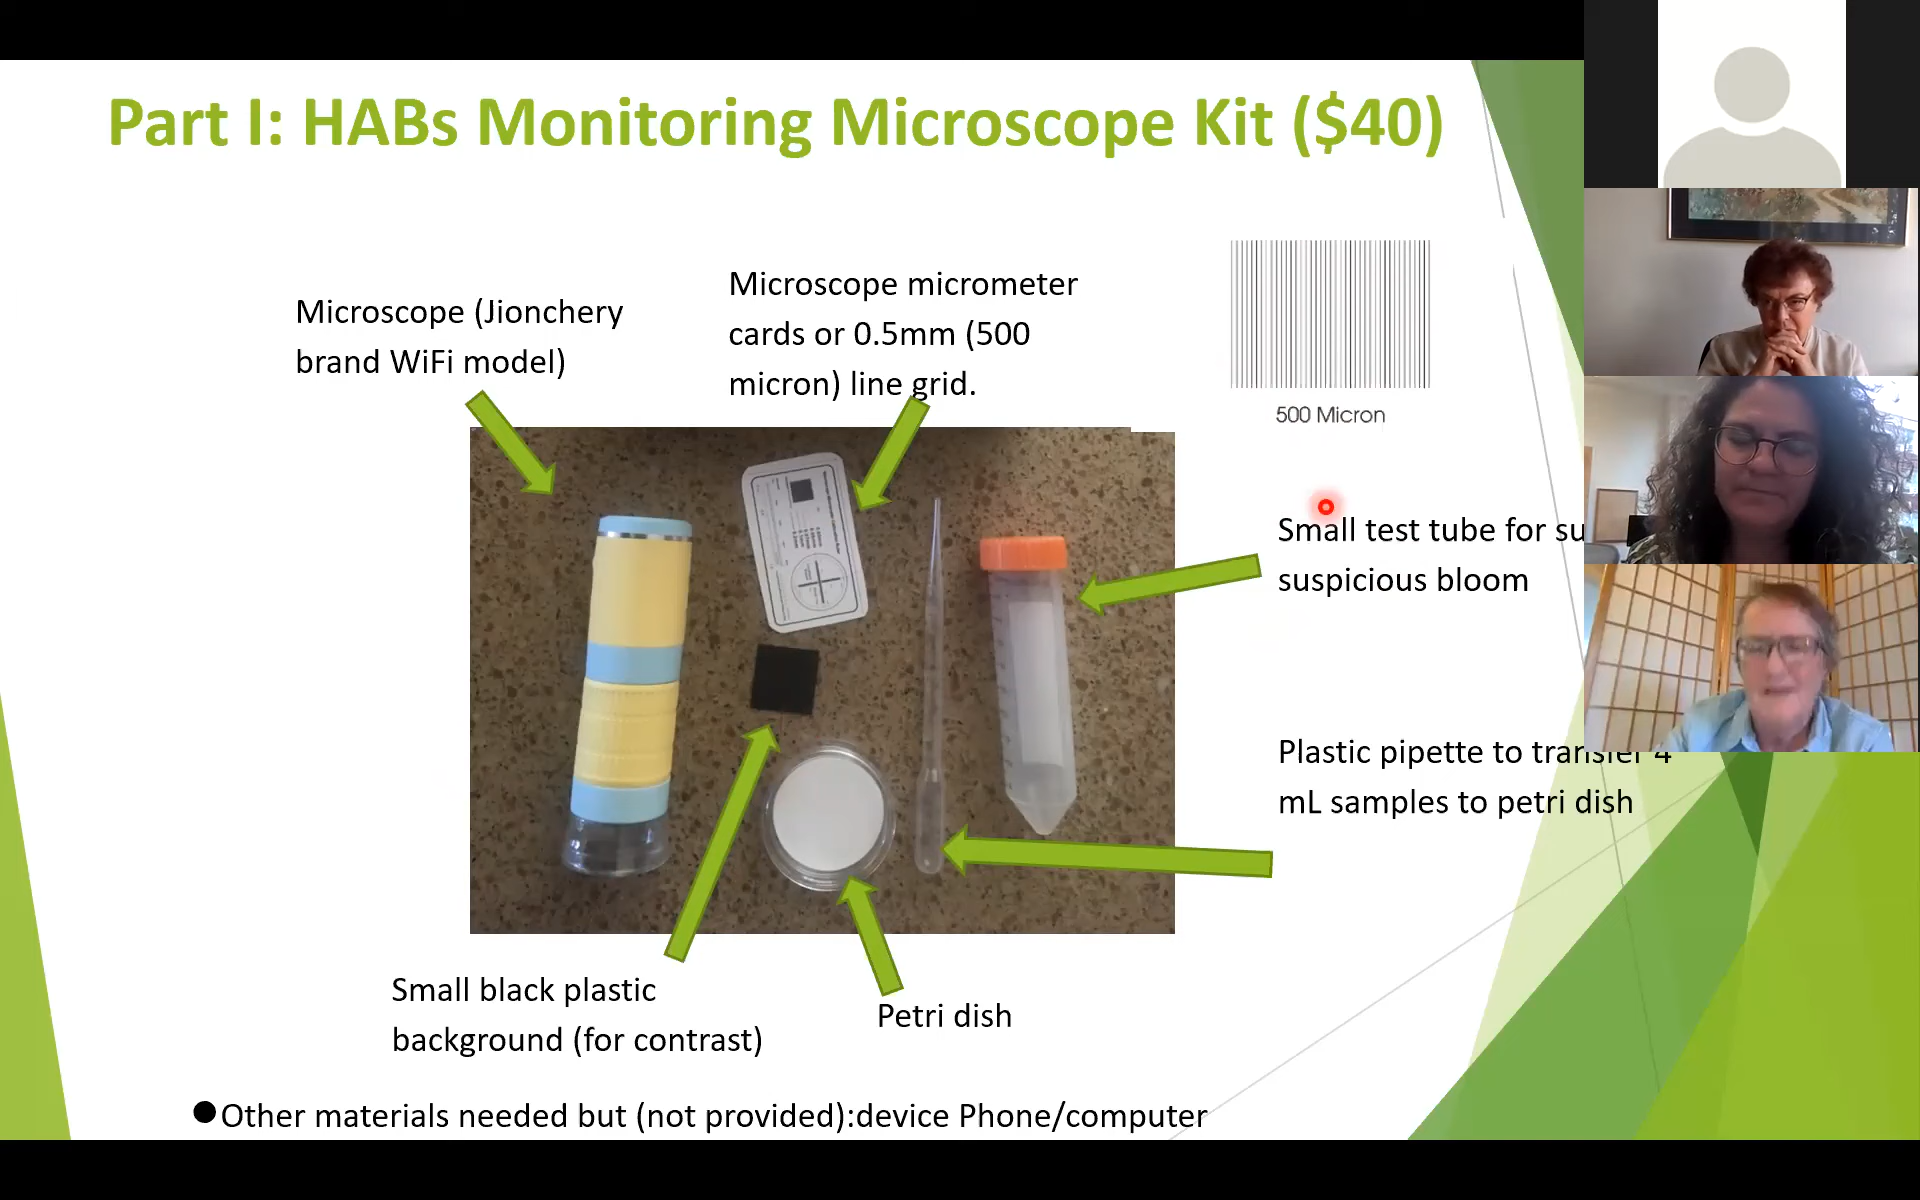 Part I: HABs Monitoring Microscope Kit ($40)
Microscope (Jionchery
brand WiFi model)
Microscope micrometer
cards or 0.5mm (500
micron) line grid.
500 Micron
Small test tube for su
suspicious bloom
Plastic pipette to transfer 4
mL samples to petri dish
Small black plastic
background (for contrast)
Petri dish
●Other materials needed but (not provided):device Phone/computer